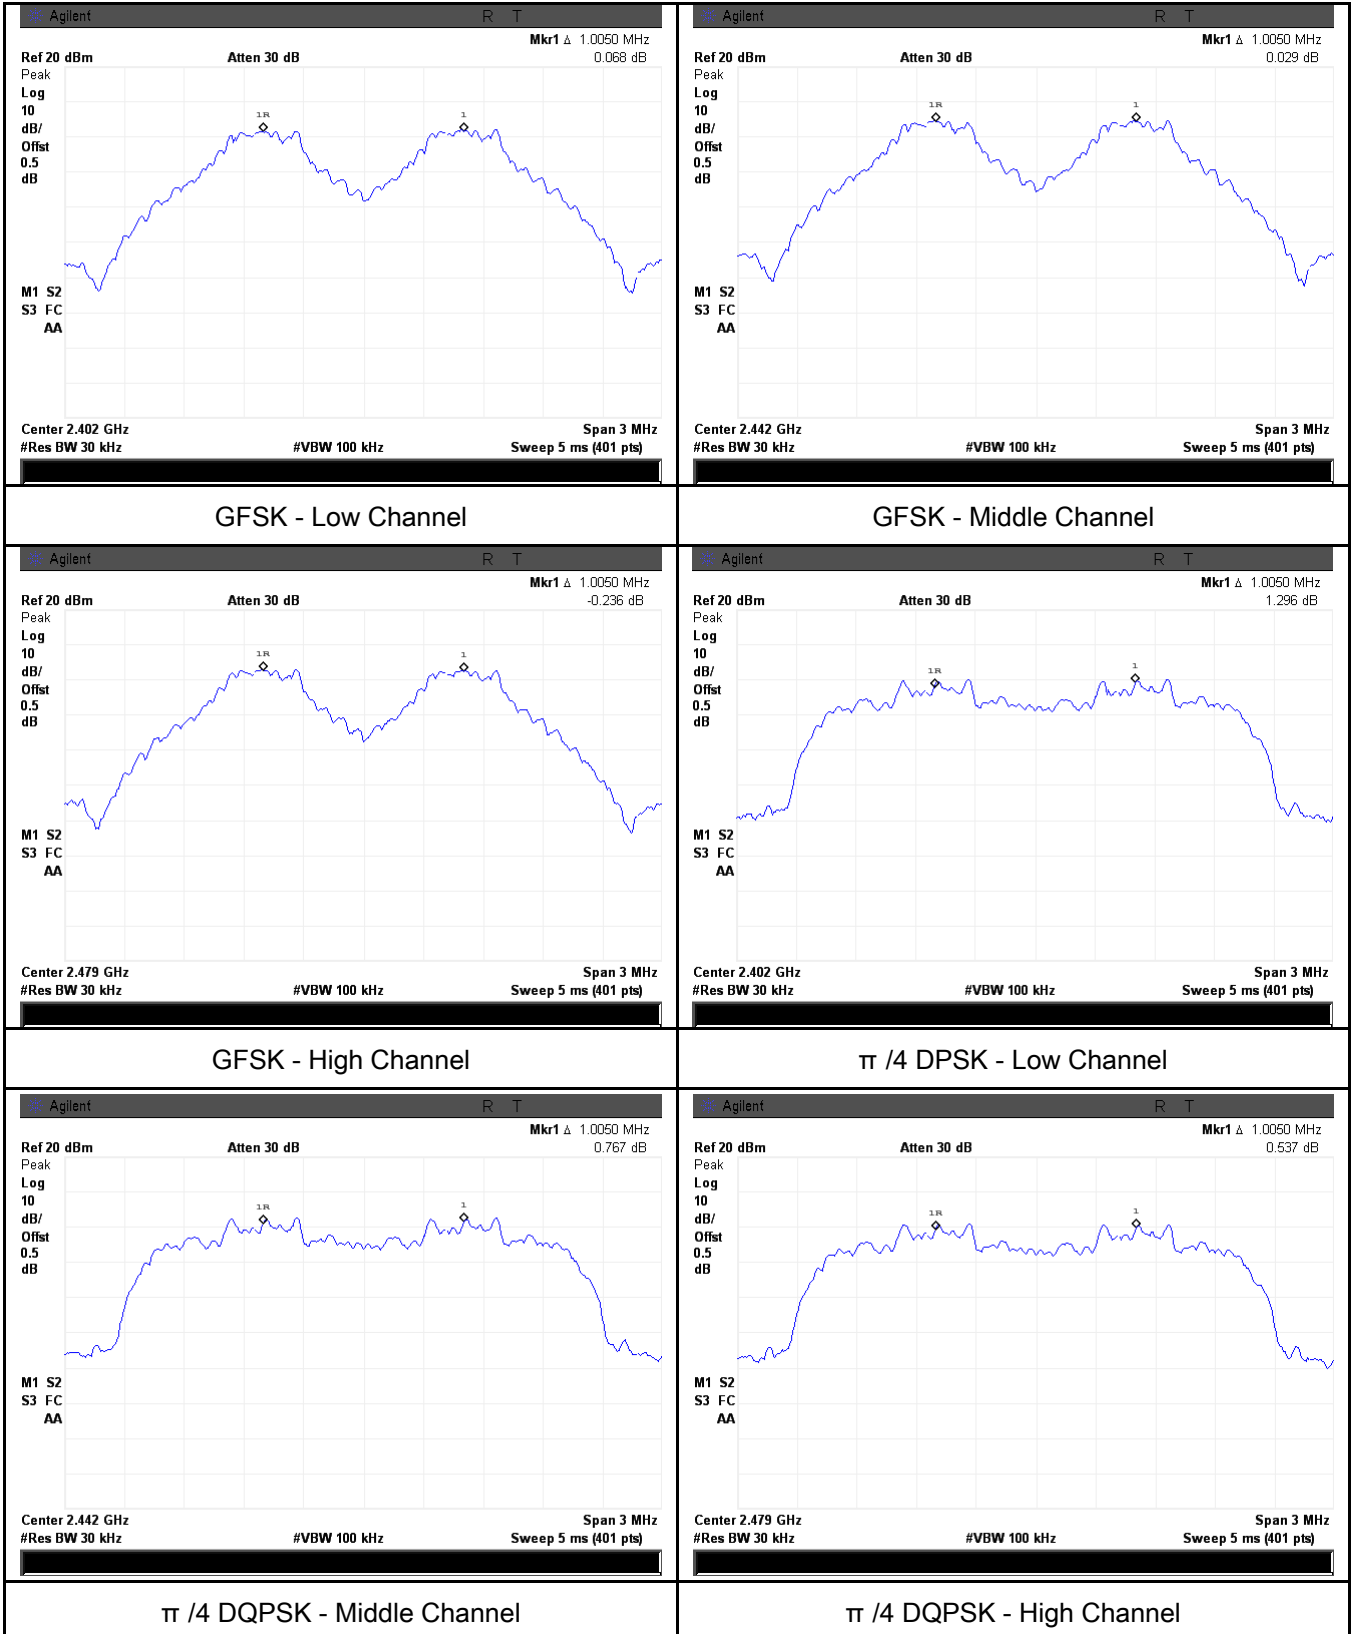 Agilent R T
Mkr1 Δ 1.0050 MHz
Ref 20 dBm Atten 30 dB 0.068 dB
Peak
Log
10
dB/
Offst
0.5
dB
1R 1
M1 S2
S3 FC
AA
Center 2.402 GHz Span 3 MHz
#Res BW 30 kHz #VBW 100 kHz Sweep 5 ms (401 pts)
GFSK - Low Channel
Agilent R T
Mkr1 Δ 1.0050 MHz
Ref 20 dBm Atten 30 dB 0.029 dB
Peak
Log
10
dB/
Offst
0.5
dB
1R 1
M1 S2
S3 FC
AA
Center 2.442 GHz Span 3 MHz
#Res BW 30 kHz #VBW 100 kHz Sweep 5 ms (401 pts)
GFSK - Middle Channel
Agilent R T
Mkr1 Δ 1.0050 MHz
Ref 20 dBm Atten 30 dB -0.236 dB
Peak
Log
10
dB/
Offst
0.5
dB
1R 1
M1 S2
S3 FC
AA
Center 2.479 GHz Span 3 MHz
#Res BW 30 kHz #VBW 100 kHz Sweep 5 ms (401 pts)
GFSK - High Channel
Agilent R T
Mkr1 Δ 1.0050 MHz
Ref 20 dBm Atten 30 dB 1.296 dB
Peak
Log
10
dB/
Offst
0.5
dB
1R 1
M1 S2
S3 FC
AA
Center 2.402 GHz Span 3 MHz
#Res BW 30 kHz #VBW 100 kHz Sweep 5 ms (401 pts)
π /4 DPSK - Low Channel
Agilent R T
Mkr1 Δ 1.0050 MHz
Ref 20 dBm Atten 30 dB 0.767 dB
Peak
Log
10
dB/
Offst
0.5
dB
1R 1
M1 S2
S3 FC
AA
Center 2.442 GHz Span 3 MHz
#Res BW 30 kHz #VBW 100 kHz Sweep 5 ms (401 pts)
π /4 DQPSK - Middle Channel
Agilent R T
Mkr1 Δ 1.0050 MHz
Ref 20 dBm Atten 30 dB 0.537 dB
Peak
Log
10
dB/
Offst
0.5
dB
1R 1
M1 S2
S3 FC
AA
Center 2.479 GHz Span 3 MHz
#Res BW 30 kHz #VBW 100 kHz Sweep 5 ms (401 pts)
π /4 DQPSK - High Channel